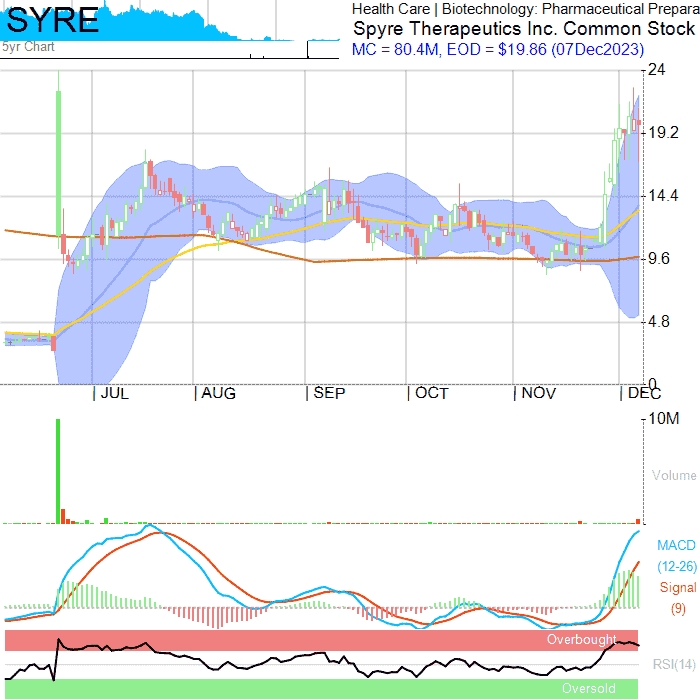 SYRE
5yr Chart
Health Care | Biotechnology: Pharmaceutical Prepara
Spyre Therapeutics Inc. Common Stock
MC = 80.4M, EOD = $19.86 (07Dec2023)
24
19.2
14.4
9.6
4.8
0
JUL AUG SEP OCT NOV DEC
10M
Volume
MACD
(12-26)
Signal
(9)
Overbought
RSI(14)
Oversold